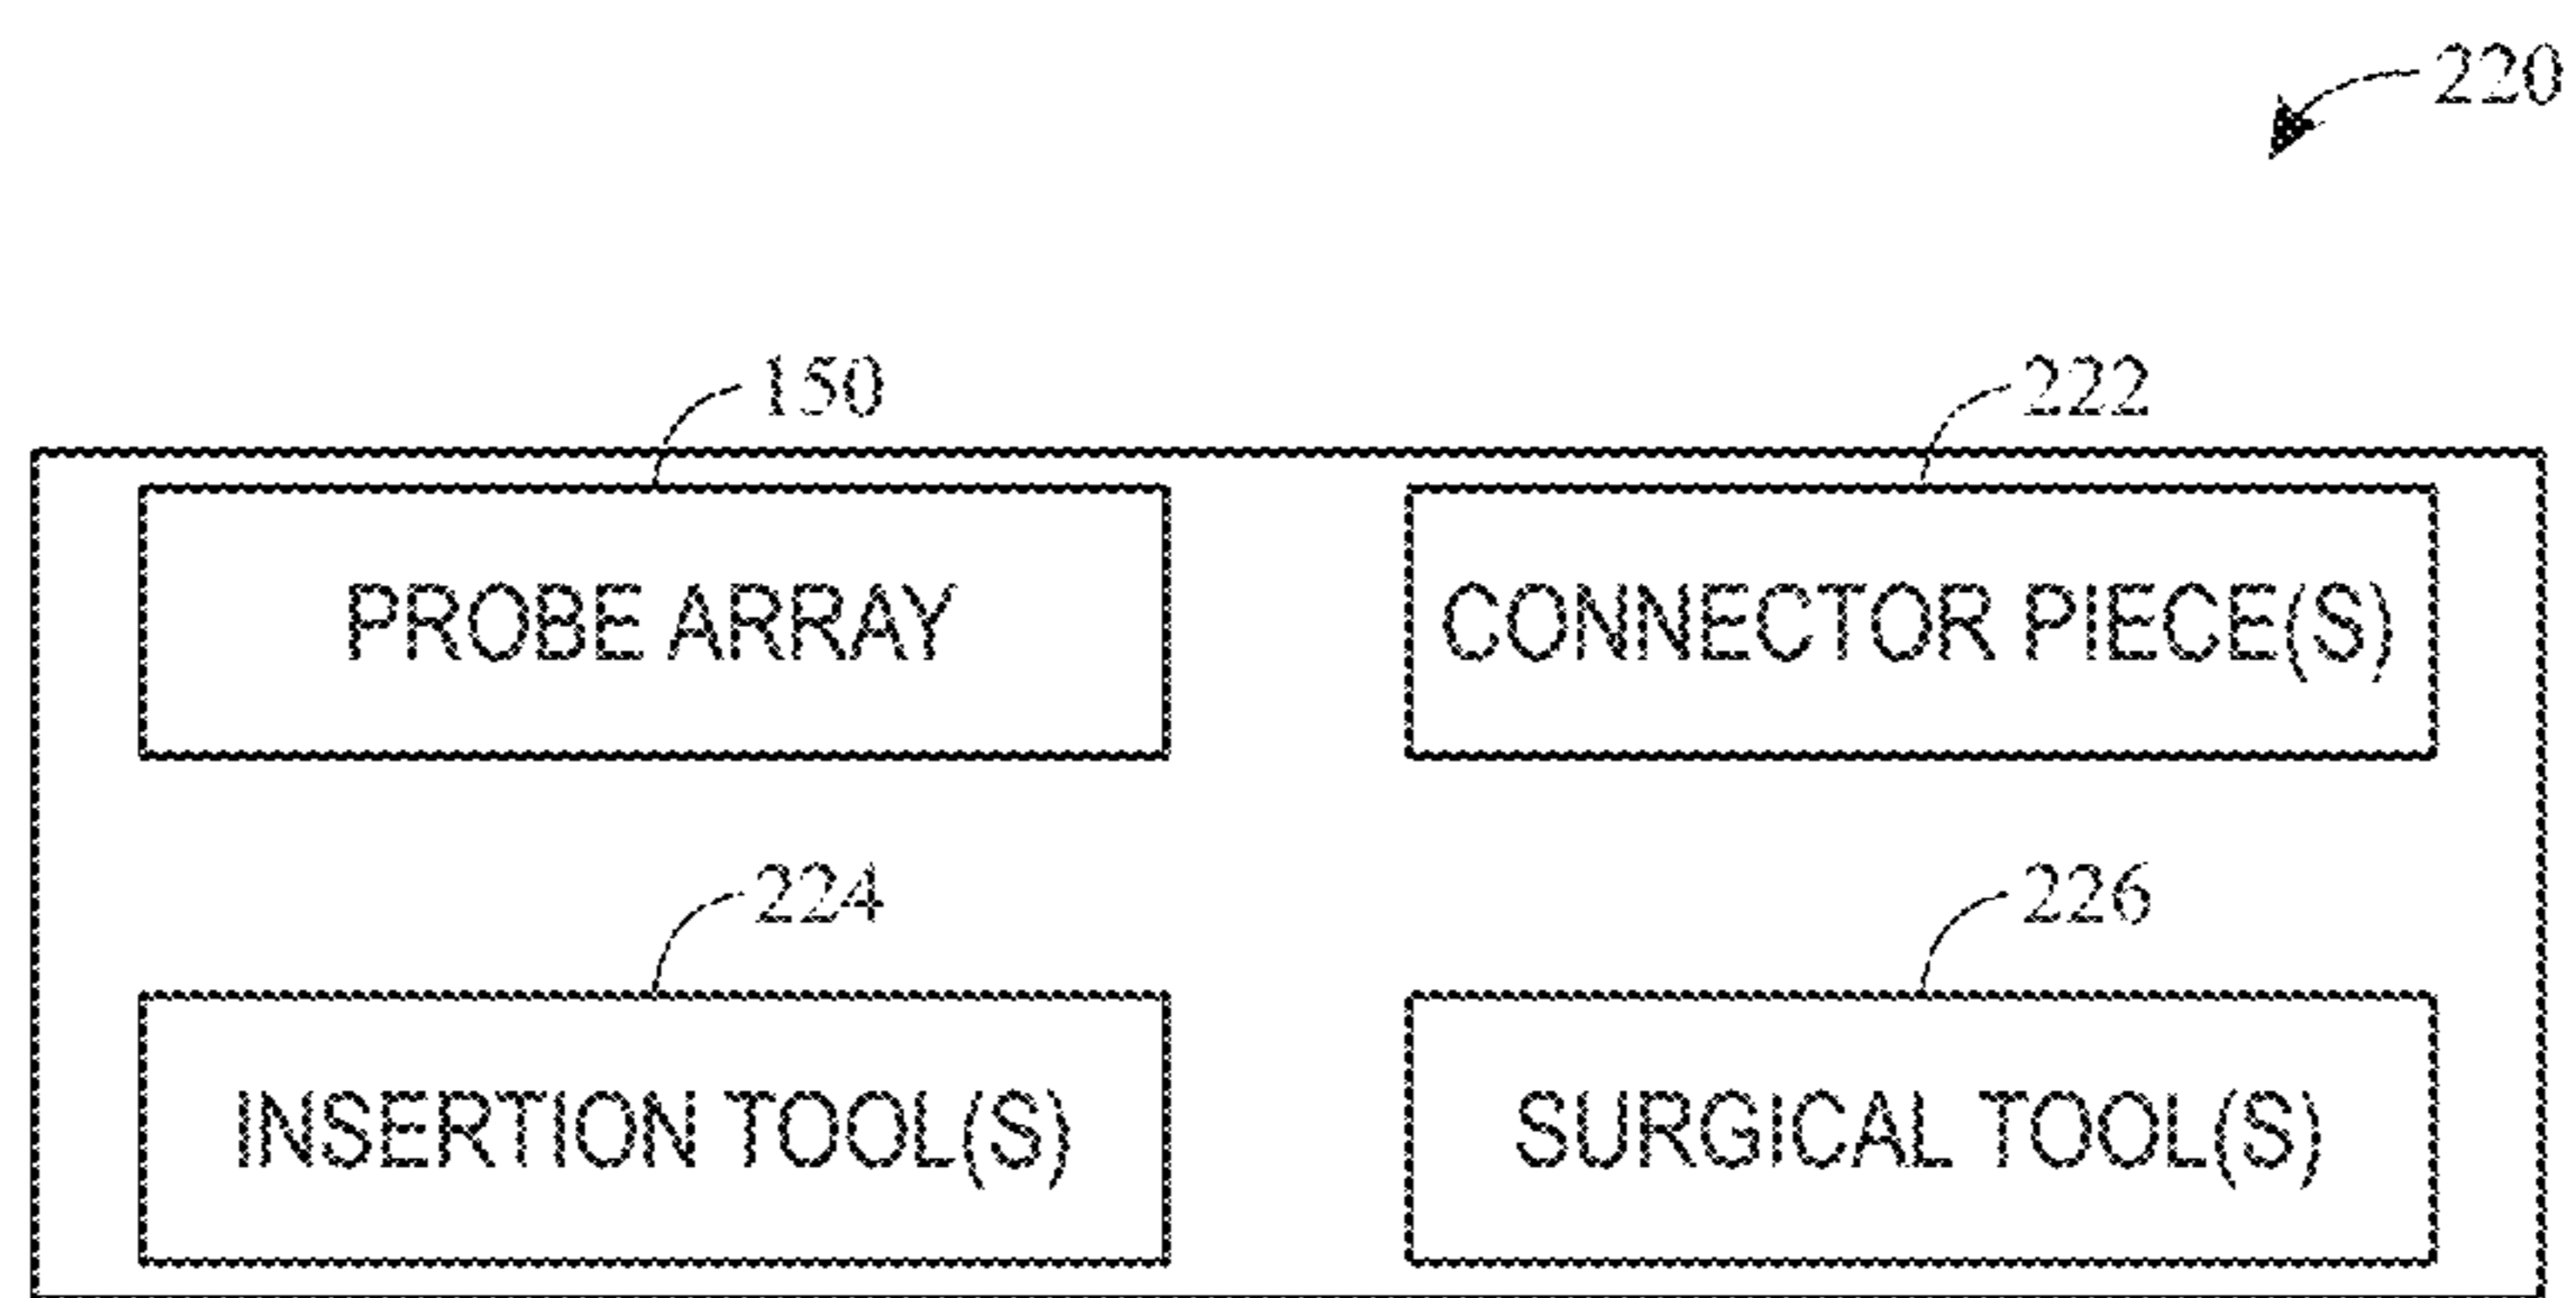 220
150
222
PROBE ARRAY
CONNECTOR PIECE(S)
224
226
INSERTION TOOL(S)
SURGICAL TOOL(S)